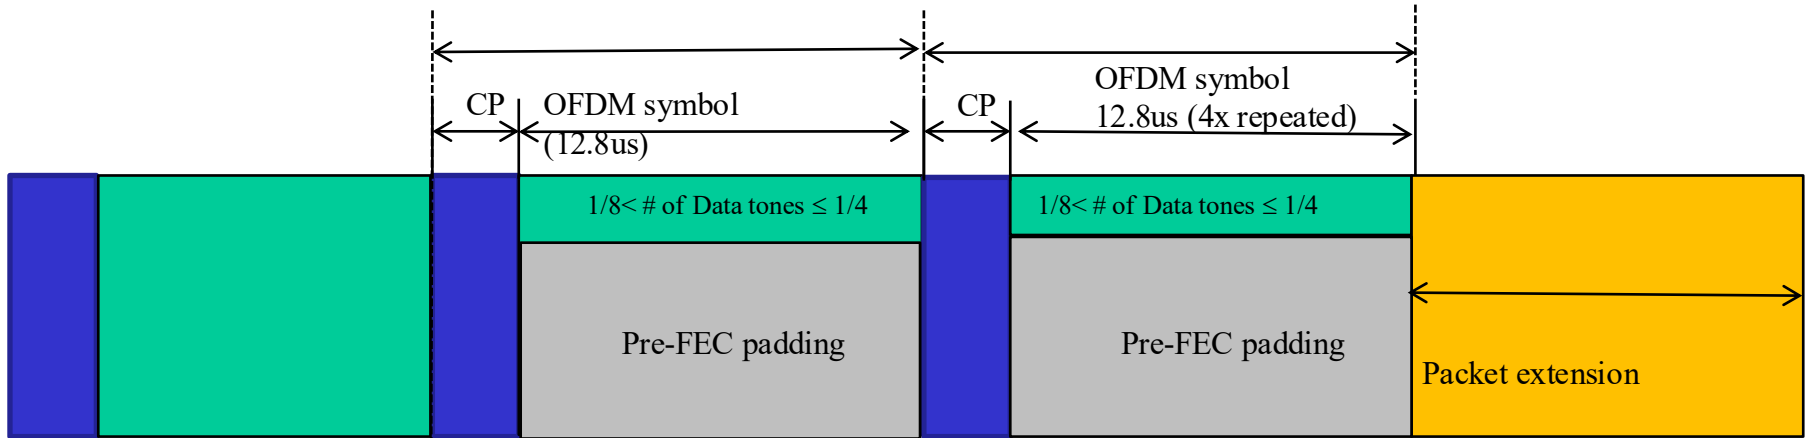 CP
OFDM symbol
(12.8us)
CP
OFDM symbol
12.8us (4x repeated)
1/8< # of Data tones ≤ 1/4
1/8< # of Data tones ≤ 1/4
Pre-FEC padding
Pre-FEC padding
Packet extension